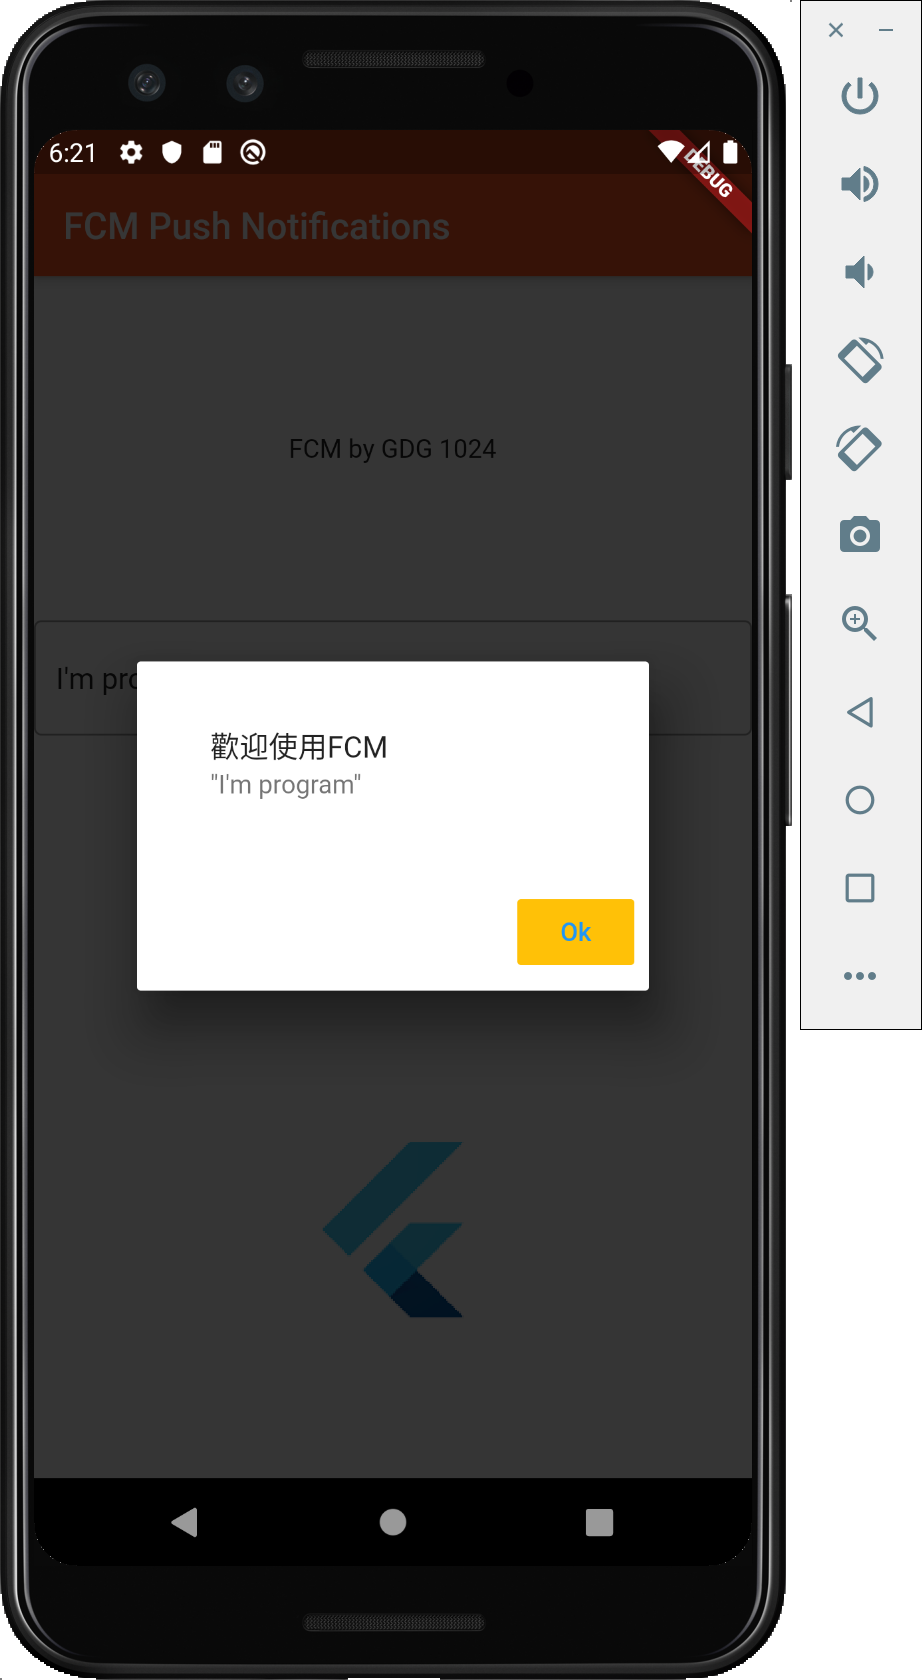 6:21
DEBUG
FCM Push Notifications
FCM by GDG 1024
I'm pro
歡迎使用FCM
"I'm program"
Ok